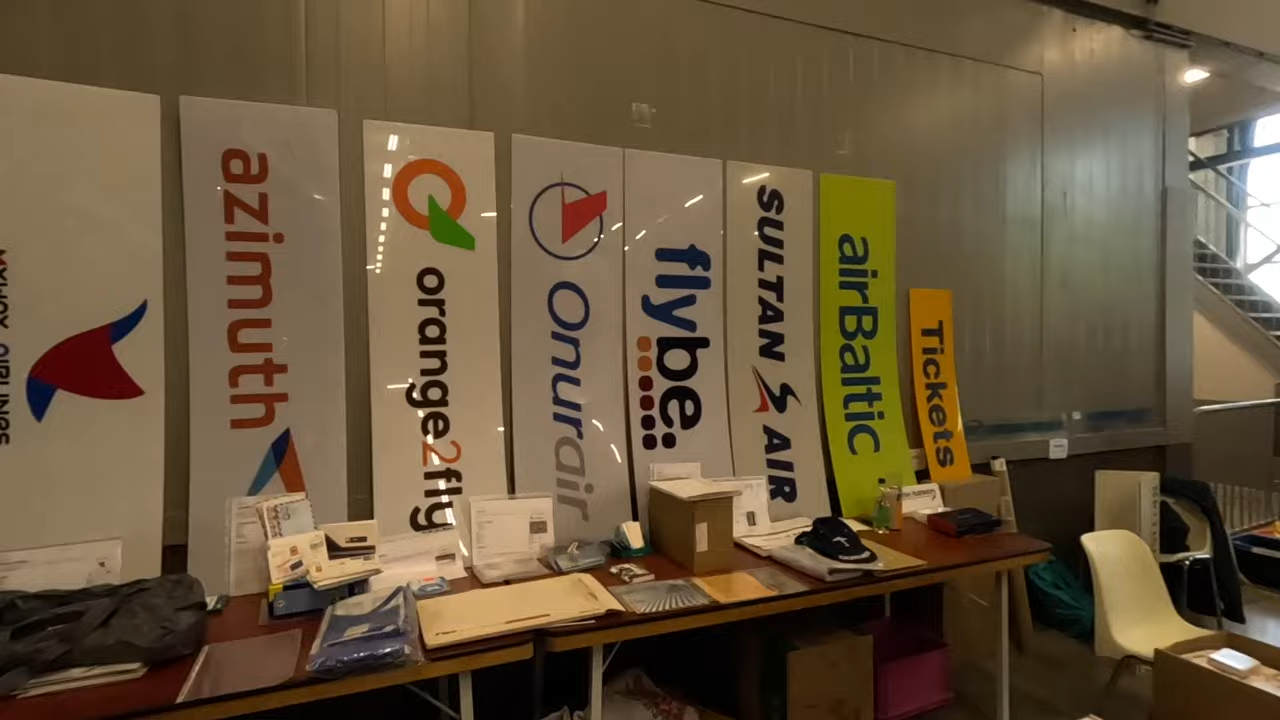 azimuth
orange2fly
Onurair
flybe
SULTAN AIR
airBaltic
Tickets